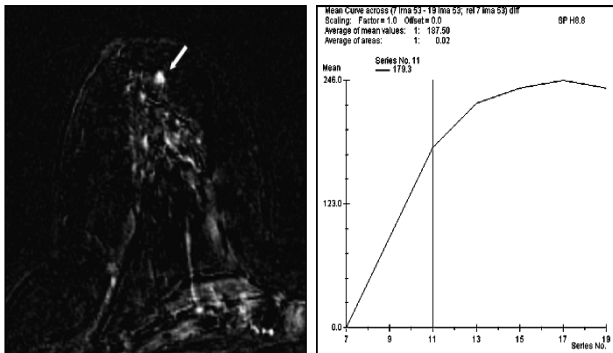 Mean Curve across (7 ima 53 - 19 ima 53; rel 7 ima 53) diff
Scaling: Factor = 1.0 Offset = 0.0
SP H8.8
Average of mean values: 1: 187.50
Average of areas: 1: 0.02
Series No. 11
Mean
179.3
246.0
123.0
0.0
7 9 11 13 15 17 19
Series No.